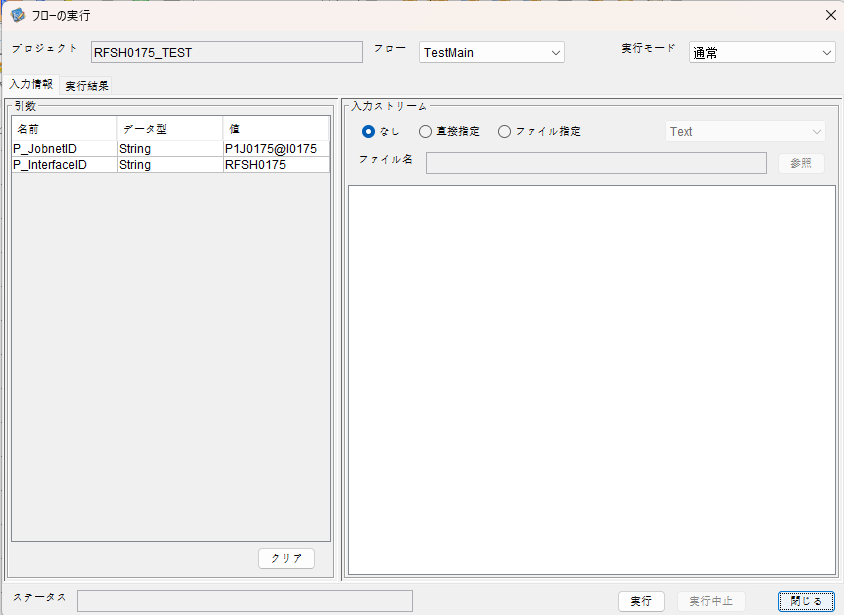 フローの実行
プロジェクト RFSH0175_TEST フロー TestMain 実行モード 通常
入力情報 実行結果
引数
名前 データ型 値
P_JobnetID String P1J0175@I0175
P_InterfaceID String RFSH0175
クリア
入力ストリーム
なし 直接指定 ファイル指定 Text
ファイル名 参照
ステータス 実行 実行中止 閉じる